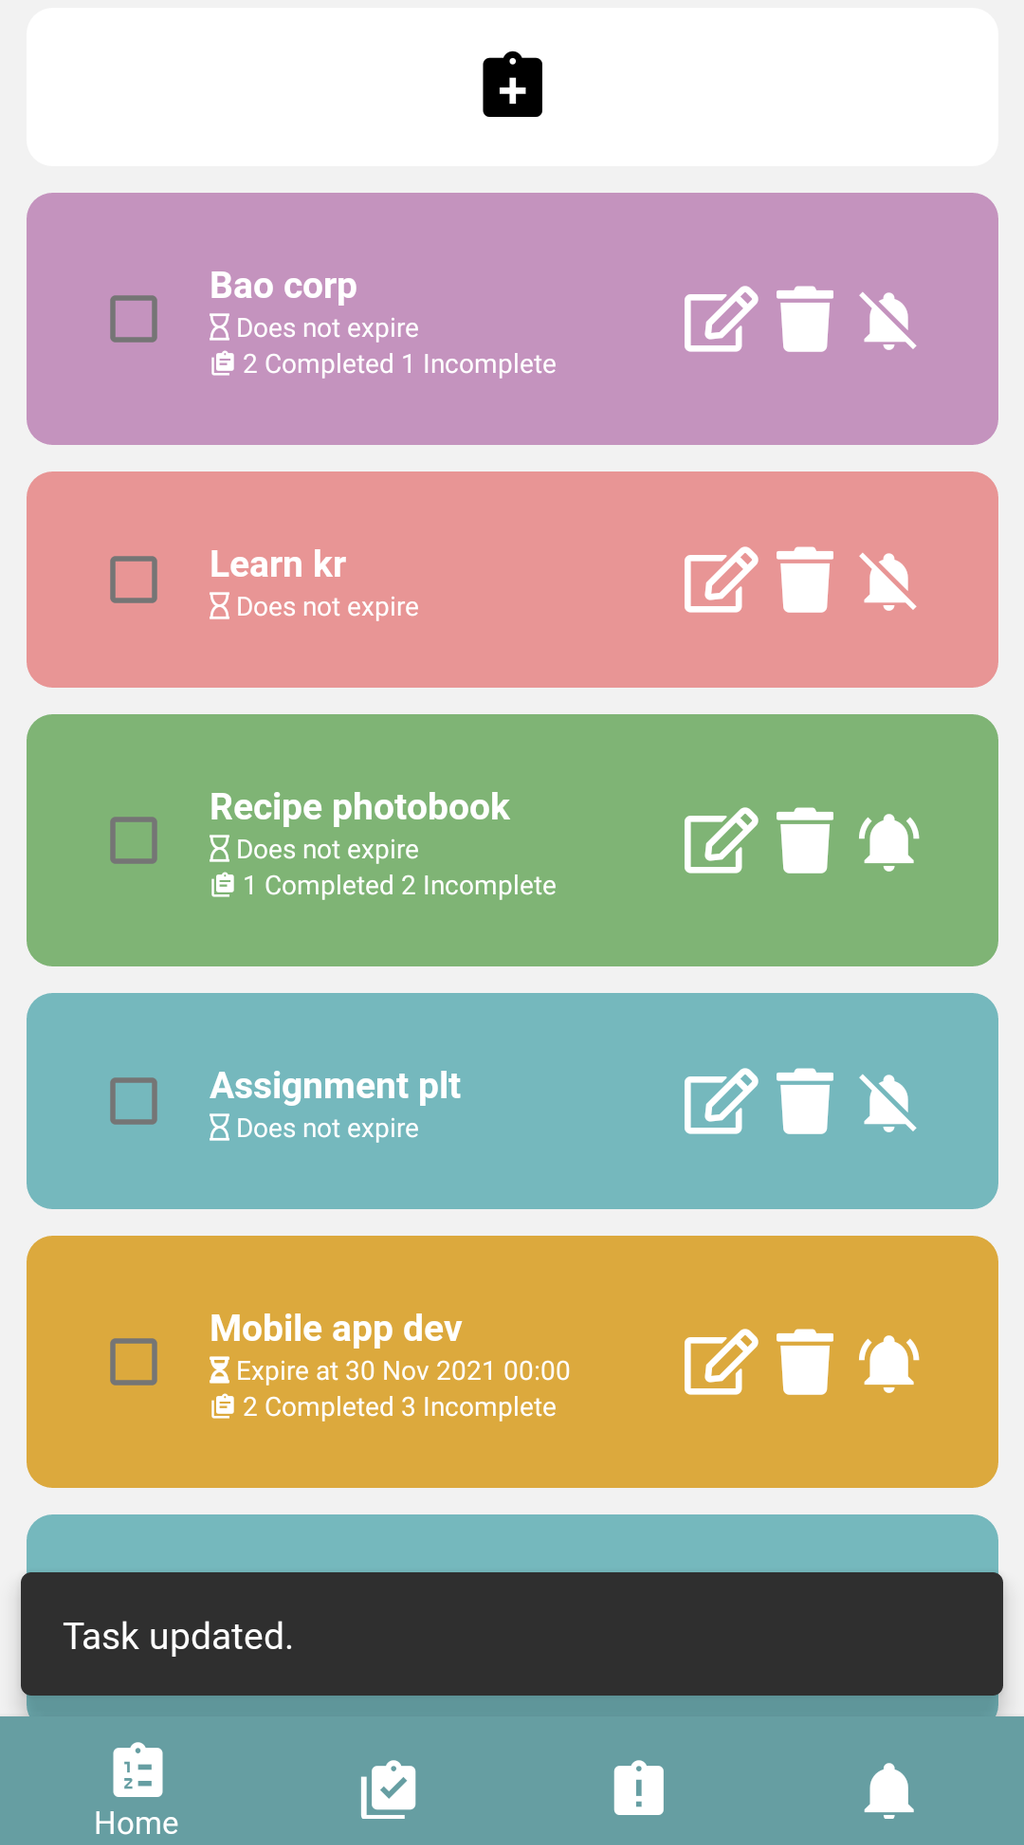 Bao corp
Does not expire
2 Completed 1 Incomplete
Learn kr
Does not expire
Recipe photobook
Does not expire
1 Completed 2 Incomplete
Assignment plt
Does not expire
Mobile app dev
Expire at 30 Nov 2021 00:00
2 Completed 3 Incomplete
Task updated.
Home